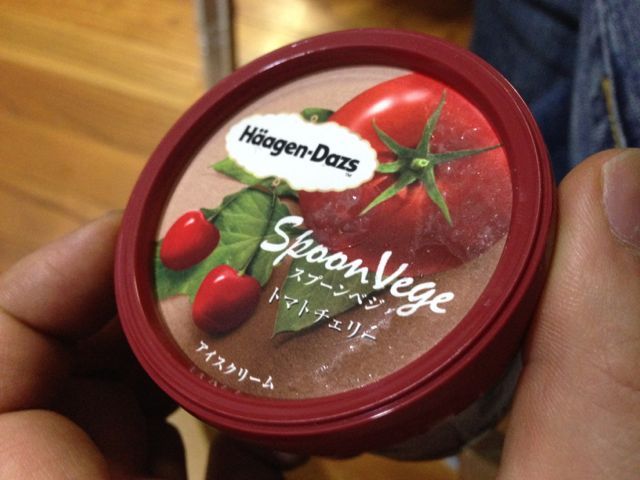 Häagen-Dazs
TM
SpoonVege
スプーンベジ
トマトチェリー
アイスクリーム